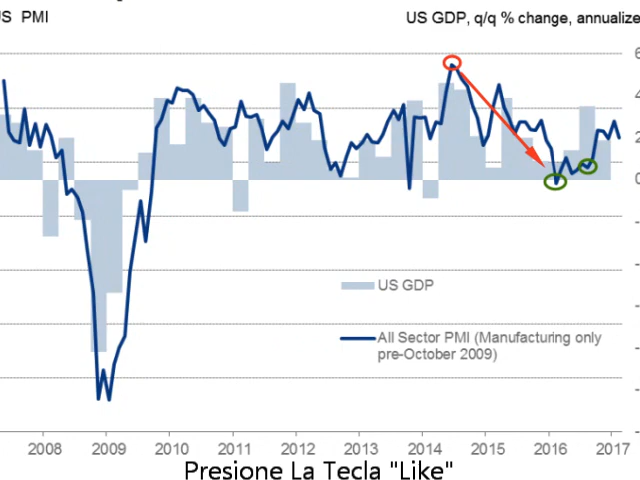 US PMI
US GDP, q/q % change, annualize
6
4
2
0
US GDP
All Sector PMI (Manufacturing only
pre-October 2009)
2008 2009 2010 2011 2012 2013 2014 2015 2016 2017
Presione La Tecla "Like"